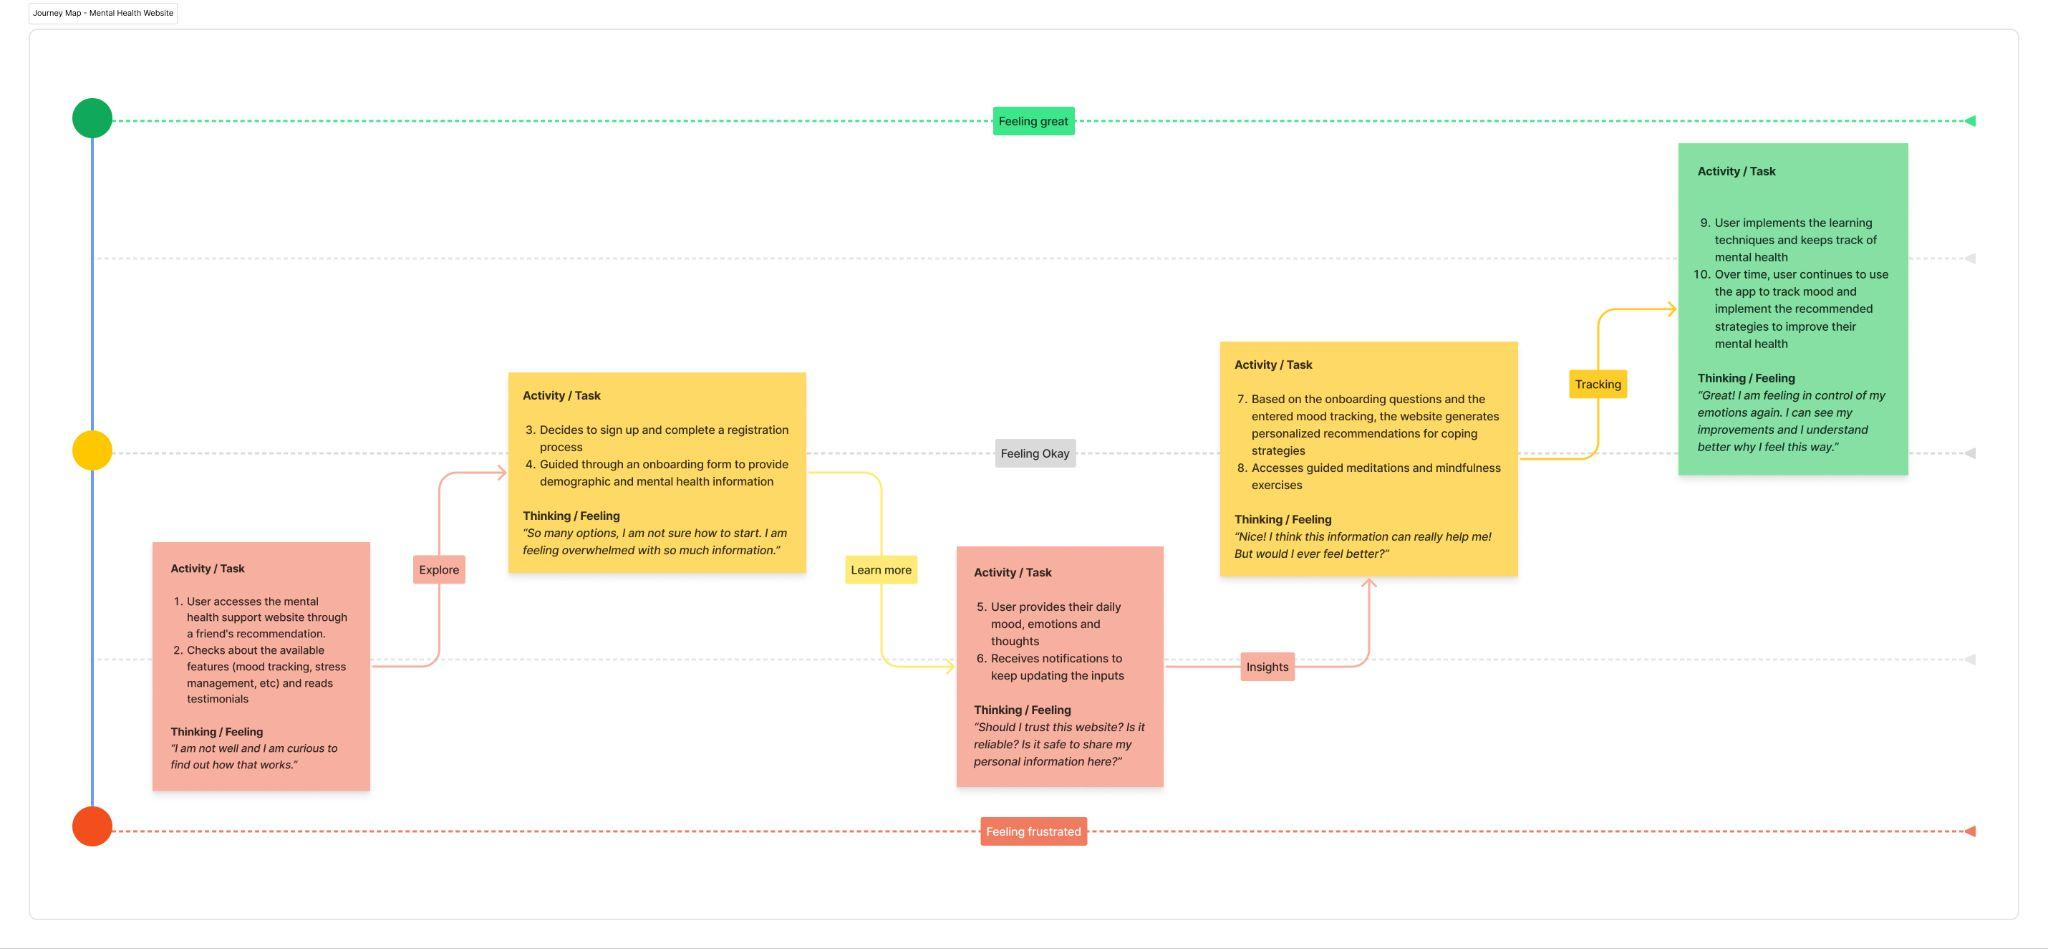 Journey Map - Mental Health Website
Feeling great
Activity / Task
1. User accesses the mental
health support website through
a friend's recommendation.
2. Checks about the available
features (mood tracking, stress
management, etc) and reads
testimonials
Thinking / Feeling
“I am not well and I am curious to
find out how that works.”
Explore
Activity / Task
3. Decides to sign up and complete a registration
process
4. Guided through an onboarding form to provide
demographic and mental health information
Thinking / Feeling
“So many options, I am not sure how to start. I am
feeling overwhelmed with so much information.”
Learn more
Feeling Okay
Activity / Task
5. User provides their daily
mood, emotions and
thoughts
6. Receives notifications to
keep updating the inputs
Thinking / Feeling
“Should I trust this website? Is it
reliable? Is it safe to share my
personal information here?”
Insights
Activity / Task
7. Based on the onboarding questions and the
entered mood tracking, the website generates
personalized recommendations for coping
strategies
8. Accesses guided meditations and mindfulness
exercises
Thinking / Feeling
“Nice! I think this information can really help me!
But would I ever feel better?”
Tracking
Activity / Task
9. User implements the learning
techniques and keeps track of
mental health
10. Over time, user continues to use
the app to track mood and
implement the recommended
strategies to improve their
mental health
Thinking / Feeling
“Great! I am feeling in control of my
emotions again. I can see my
improvements and I understand
better why I feel this way.”
Feeling frustrated